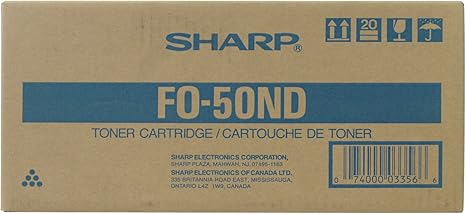 SHARP®
20
FO-50ND
TONER CARTRIDGE/CARTOUCHE DE TONER
SHARP ELECTRONICS CORPORATION,
SHARP PLAZA, MAHWAH, NJ, 07495-1163
SHARP ELECTRONICS OF CANADA LTD.
335 BRITANNIA ROAD EAST, MISSISSAUGA,
ONTARIO L4Z 1W9, CANADA
0 74000 03356 6